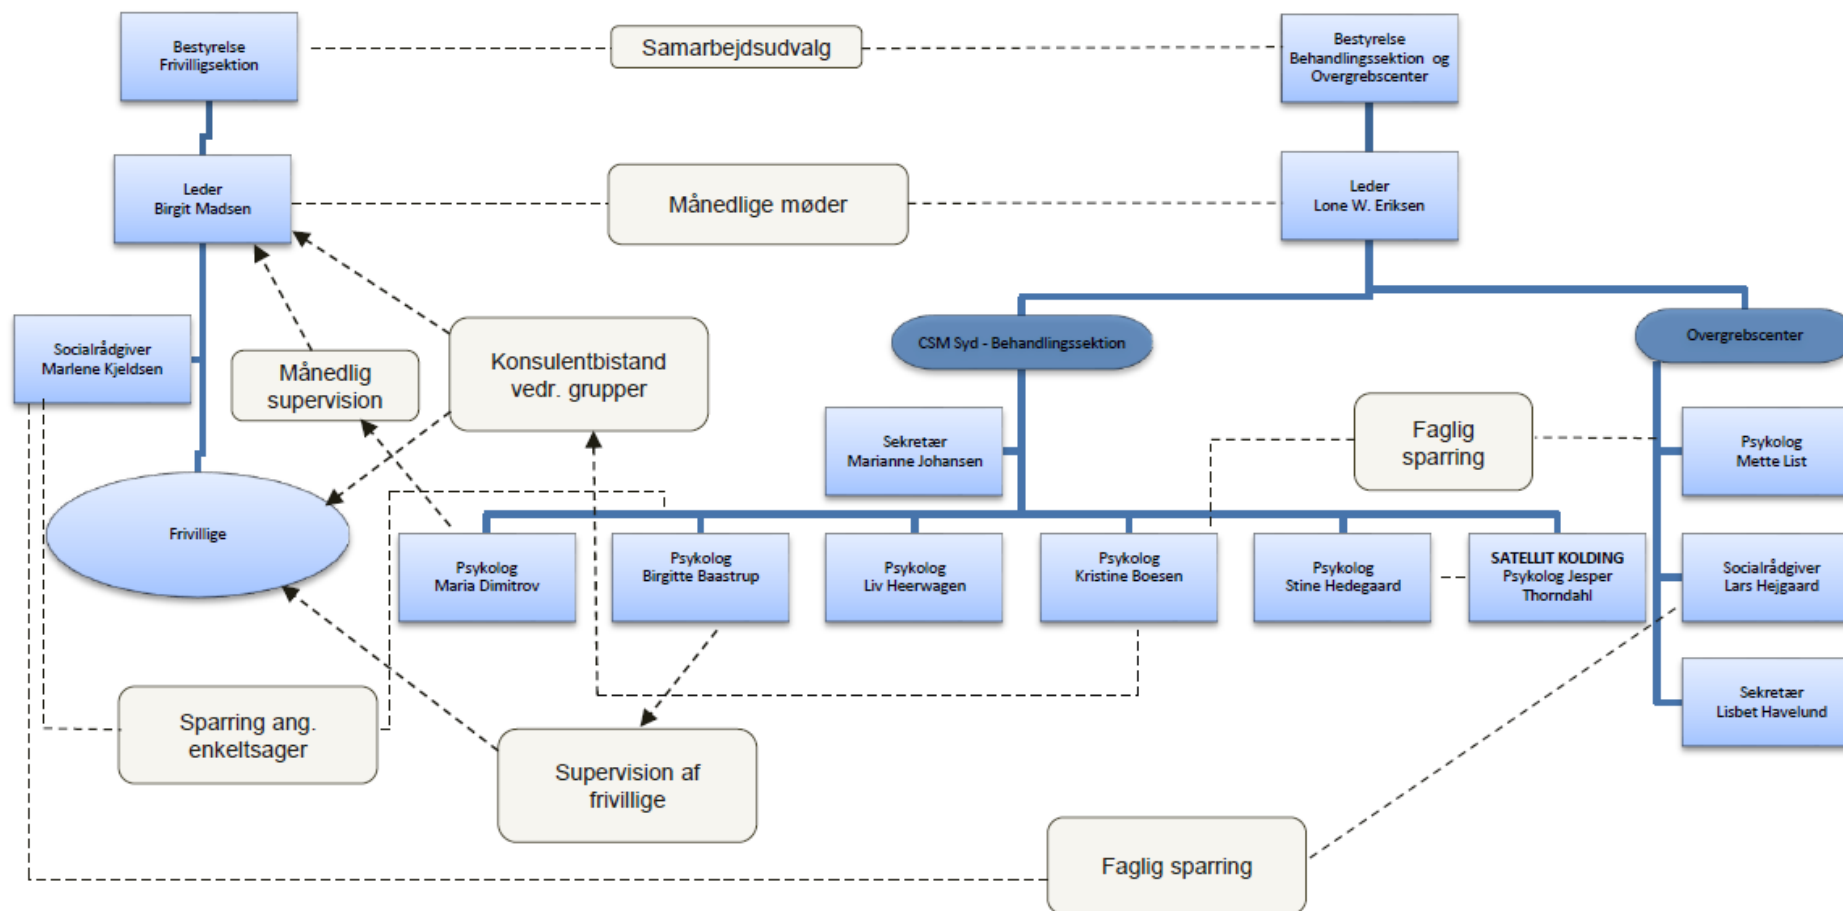 Bestyrelse
Frivilligsektion
Samarbejdsudvalg
Bestyrelse
Behandlingssektion og
Overgrebscenter
Leder
Birgit Madsen
Månedlige møder
Leder
Lone W. Eriksen
Socialrådgiver
Marlene Kjeldsen
Månedlig
supervision
Konsulentbistand
vedr. grupper
CSM Syd - Behandlingssektion
Overgrebscenter
Sekretær
Marianne Johansen
Faglig
sparring
Psykolog
Mette List
Frivillige
Psykolog
Maria Dimitrov
Psykolog
Birgitte Baastrup
Psykolog
Liv Heerwagen
Psykolog
Kristine Boesen
Psykolog
Stine Hedegaard
SATELLIT KOLDING
Psykolog Jesper
Thorndahl
Socialrådgiver
Lars Hejgaard
Sparring ang.
enkeltsager
Supervision af
frivillige
Sekretær
Lisbet Havelund
Faglig sparring